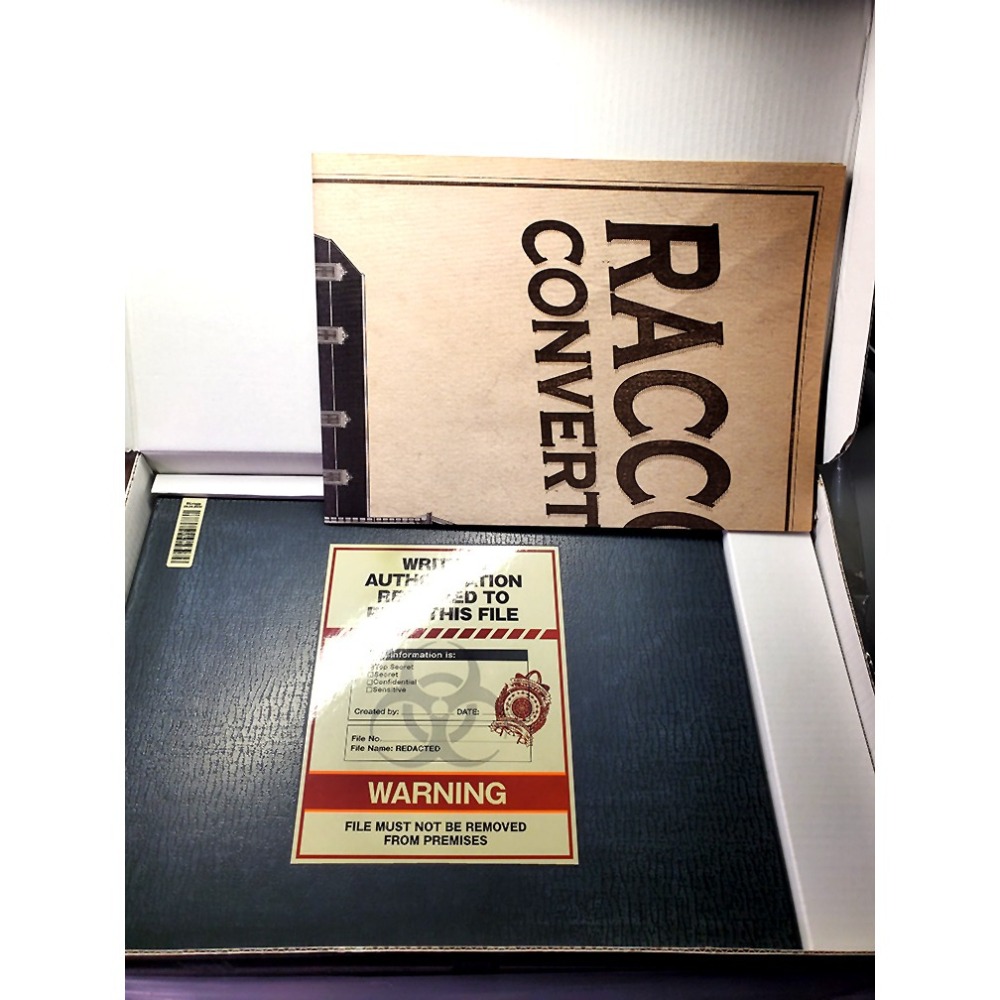 RACCO
CONVERT
WRIT
AUTH ATION
RE ED TO
THIS FILE
information is:
Top Secret
□Secret
□Confidential
□Sensitive
Created by: DATE:
File No.
File Name: REDACTED
WARNING
FILE MUST NOT BE REMOVED
FROM PREMISES